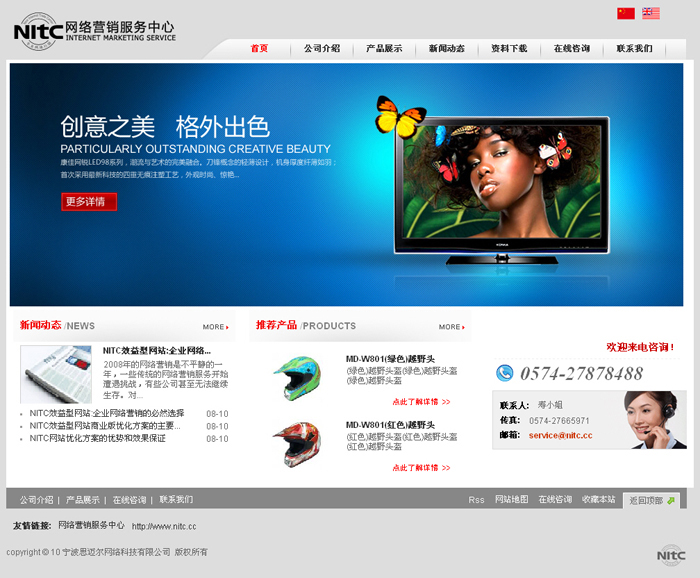 NITC 网络营销服务中心
INTERNET MARKETING SERVICE
首页 公司介绍 产品展示 新闻动态 资料下载 在线咨询 联系我们
创意之美 格外出色
PARTICULARLY OUTSTANDING CREATIVE BEAUTY
康佳网锐LED98系列，潮流与艺术的完美融合。刀锋概念的轻薄设计，机身厚度纤薄如羽；
首次采用最新科技的四重无痕注塑工艺，外观时尚、惊艳...
更多详情
KONKA
新闻动态 /NEWS MORE
NITC效益型网站:企业网络...
2008年的网络营销是不平静的一
年，一些传统的网络营销服务开始
遭遇挑战，有些公司甚至无法继续
生存。对...
NITC效益型网站:企业网络营销的必然选择 08-10
NITC效益型网站商业版优化方案的主要... 08-10
NITC网站优化方案的优势和效果保证 08-10
推荐产品 /PRODUCTS MORE
MD-W801(绿色)越野头
(绿色)越野头盔(绿色)越野头盔
(绿色)越野头盔
点此了解详情 >>
MD-W801(红色)越野头
(红色)越野头盔(红色)越野头盔
(红色)越野头盔
点此了解详情 >>
欢迎来电咨询！
0574-27878488
联系人: 寿小姐
传真: 0574-27665971
邮箱: service@nitc.cc
公司介绍 | 产品展示 | 在线咨询 | 联系我们
Rss 网站地图 在线咨询 收藏本站 返回顶部
友情链接: 网络营销服务中心 http://www.nitc.cc
copyright © 10 宁波思迈尔网络科技有限公司 版权所有
NITC